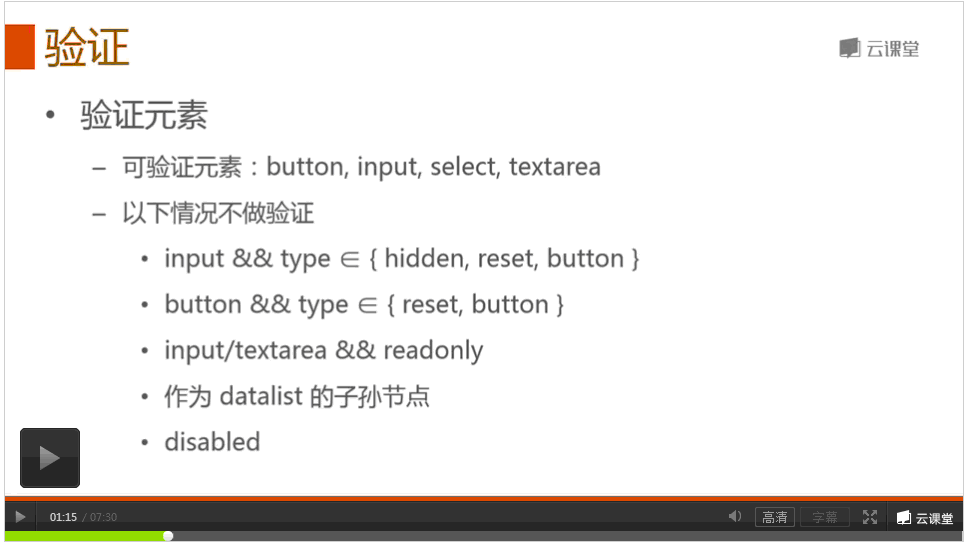 验证
云课堂
• 验证元素
– 可验证元素：button, input, select, textarea
– 以下情况不做验证
• input && type ∈ { hidden, reset, button }
• button && type ∈ { reset, button }
• input/textarea && readonly
• 作为 datalist 的子孙节点
• disabled
01:15 / 07:30 高清 字幕 云课堂